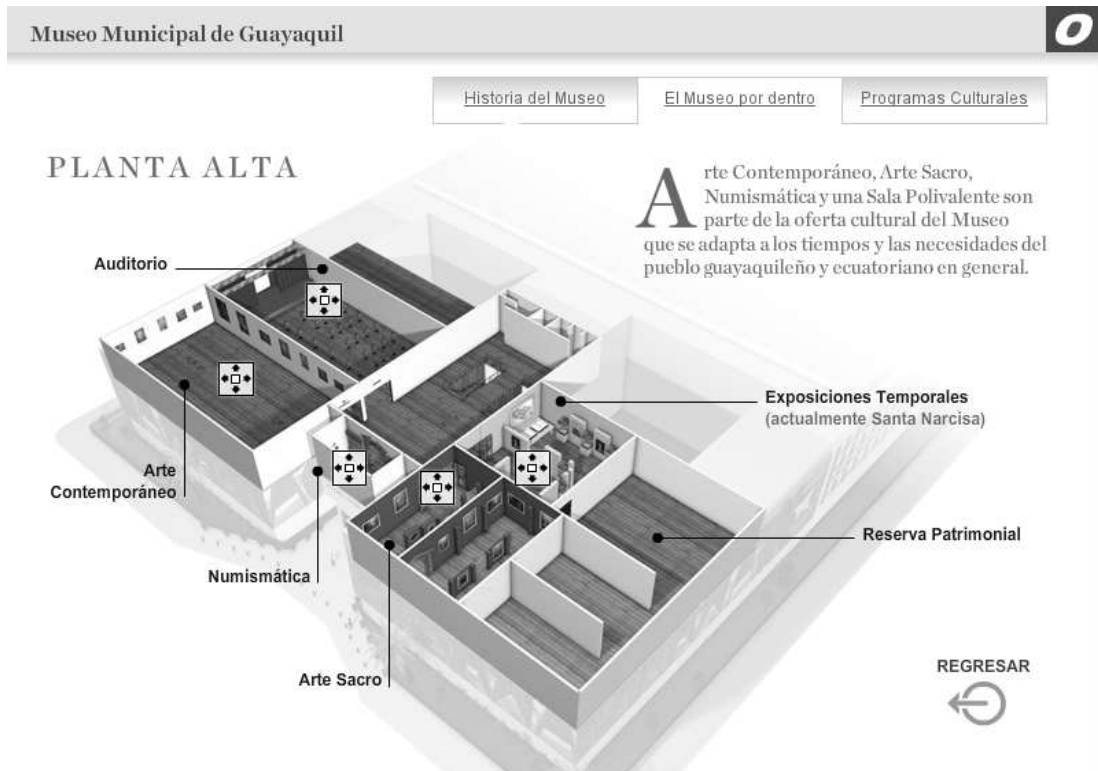 Museo Municipal de Guayaquil
O
Historia del Museo
El Museo por dentro
Programas Culturales
PLANTA ALTA
Arte Contemporáneo, Arte Sacro,
Numismática y una Sala Polivalente son
parte de la oferta cultural del Museo
que se adapta a los tiempos y las necesidades del
pueblo guayaquileño y ecuatoriano en general.
Auditorio
Exposiciones Temporales
(actualmente Santa Narcisa)
Arte
Contemporáneo
Reserva Patrimonial
Numismática
Arte Sacro
REGRESAR